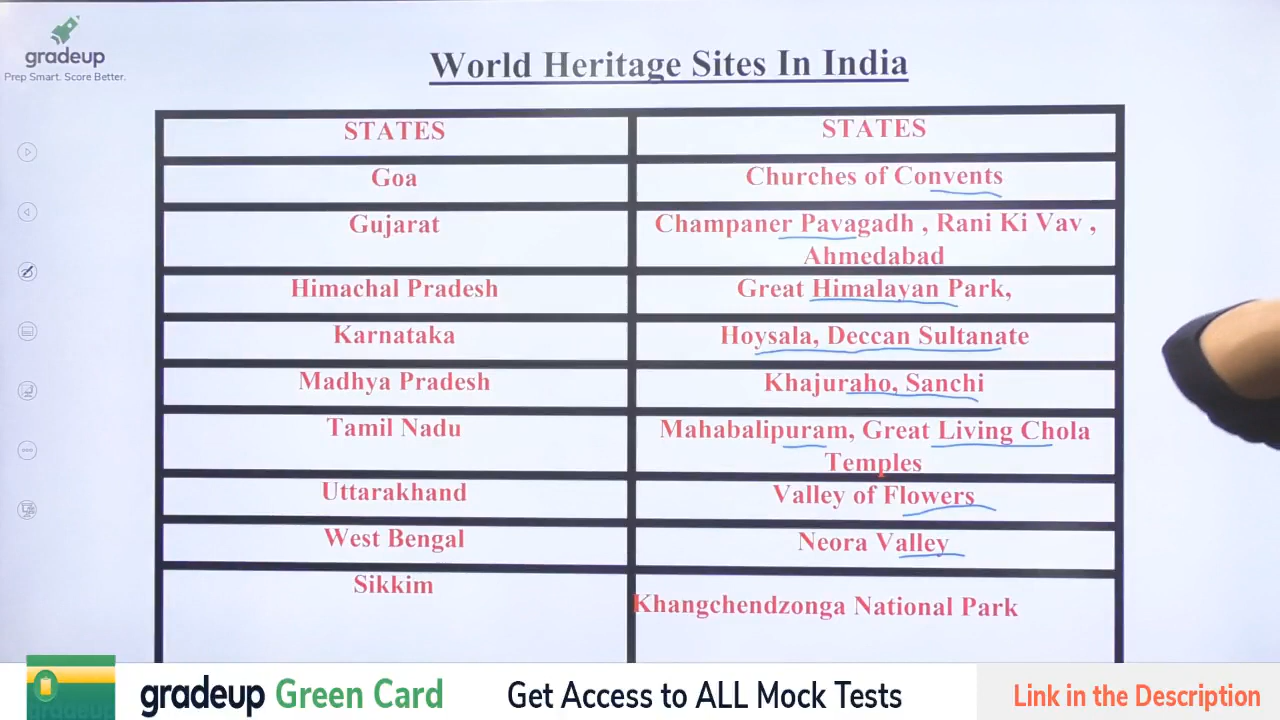 gradeup
Prep Smart. Score Better.
World Heritage Sites In India
STATES
STATES
Goa
Churches of Convents
Gujarat
Champaner Pavagadh , Rani Ki Vav ,
Ahmedabad
Himachal Pradesh
Great Himalayan Park,
Karnataka
Hoysala, Deccan Sultanate
Madhya Pradesh
Khajuraho, Sanchi
Tamil Nadu
Mahabalipuram, Great Living Chola
Temples
Uttarakhand
Valley of Flowers
West Bengal
Neora Valley
Sikkim
Khangchendzonga National Park
gradeup
gradeup Green Card
Get Access to ALL Mock Tests
Link in the Description